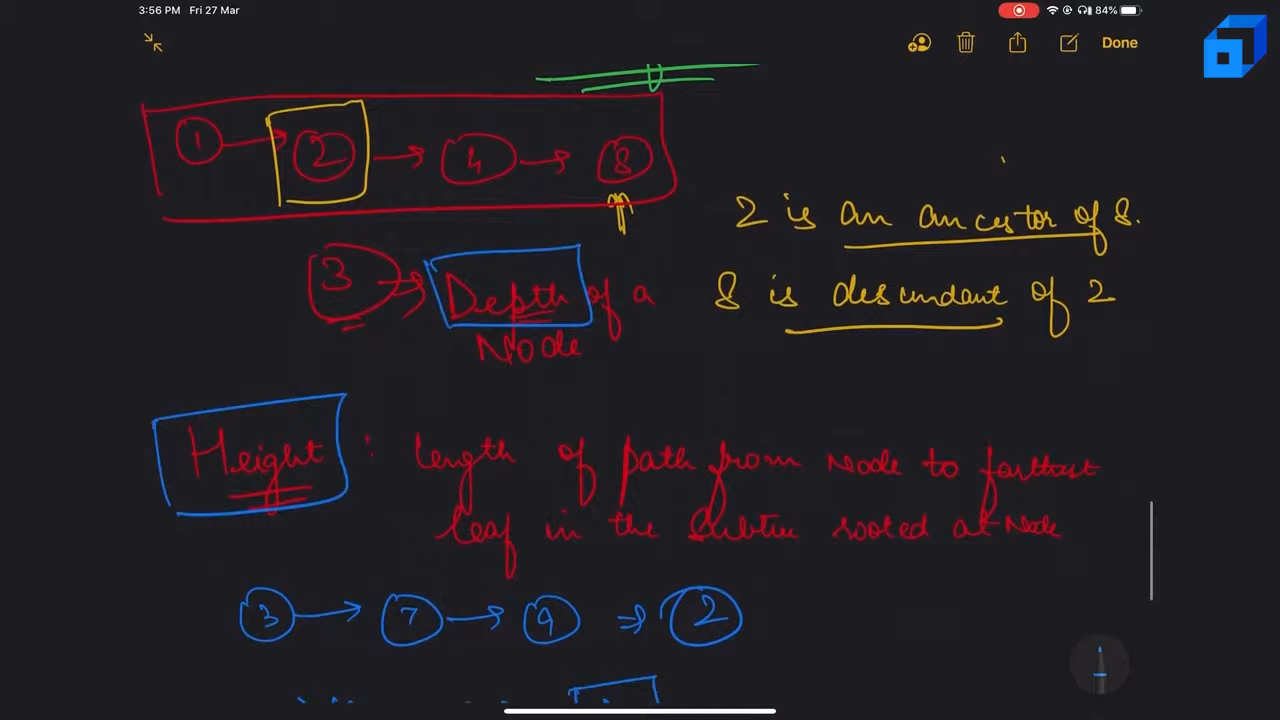 3:56 PM Fri 27 Mar
84%
Done
1 → 2 → 4 → 8
2 is an ancestor of 8.
3 → Depth of a
Node
8 is desundant of 2
Height : length of path from Node to farthest
leaf in the subtree rooted at Node
3 → 7 → 9 ⇒ 2